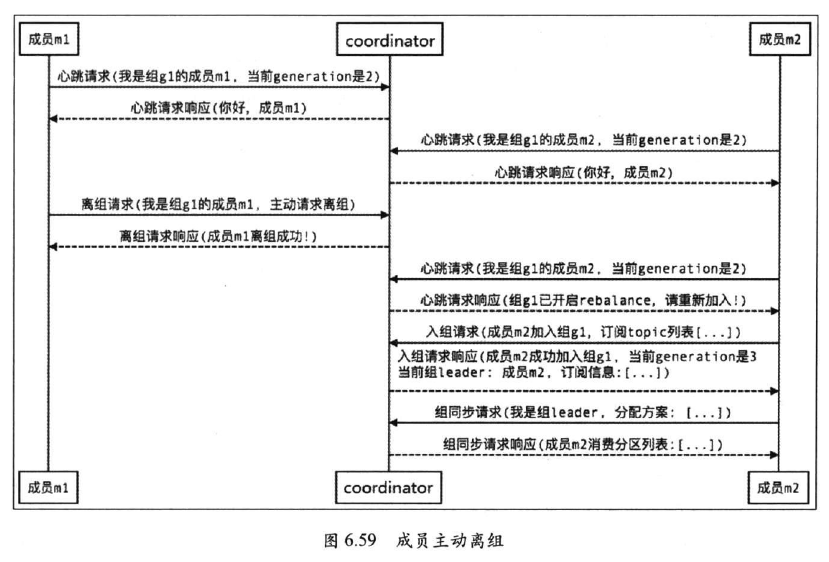 成员m1
coordinator
成员m2
心跳请求(我是组g1的成员m1, 当前generation是2)
心跳请求响应(你好, 成员m1)
心跳请求(我是组g1的成员m2, 当前generation是2)
心跳请求响应(你好, 成员m2)
离组请求(我是组g1的成员m1, 主动请求离组)
离组请求响应(成员m1离组成功!)
心跳请求(我是组g1的成员m2, 当前generation是2)
心跳请求响应(组g1已开启rebalance, 请重新加入!)
入组请求(成员m2加入组g1, 订阅topic列表[...])
入组请求响应(成员m2成功加入组g1, 当前generation是3
当前组leader: 成员m2, 订阅信息:[...])
组同步请求(我是组leader, 分配方案: [...])
组同步请求响应(成员m2消费分区列表:[...])
成员m1
coordinator
成员m2
图 6.59 成员主动离组